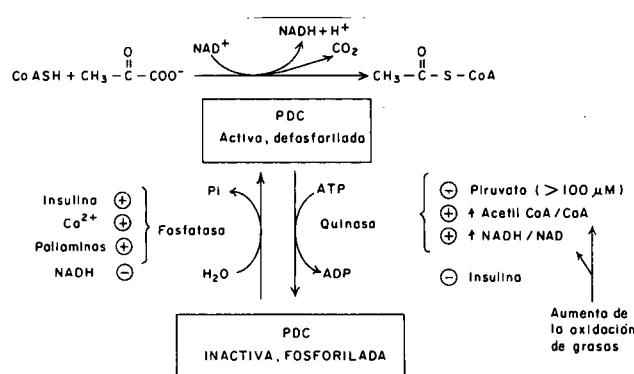 NADH + H⁺
NAD⁺
CO₂
CoASH + CH₃ – C – COO⁻
O
CH₃ – C – S – CoA
O
PDC
Activa, defosforilada
Insulina ⊕
Ca²⁺ ⊕
Poliaminas ⊕
NADH ⊖
Fosfatasa
Pi
H₂O
ATP
Quinasa
ADP
⊖ Piruvato (> 100 μM)
⊕ ↑ Acetil CoA/CoA
⊕ ↑ NADH/NAD
⊖ Insulina
Aumento de
la oxidación
de grasas
PDC
INACTIVA, FOSFORILADA